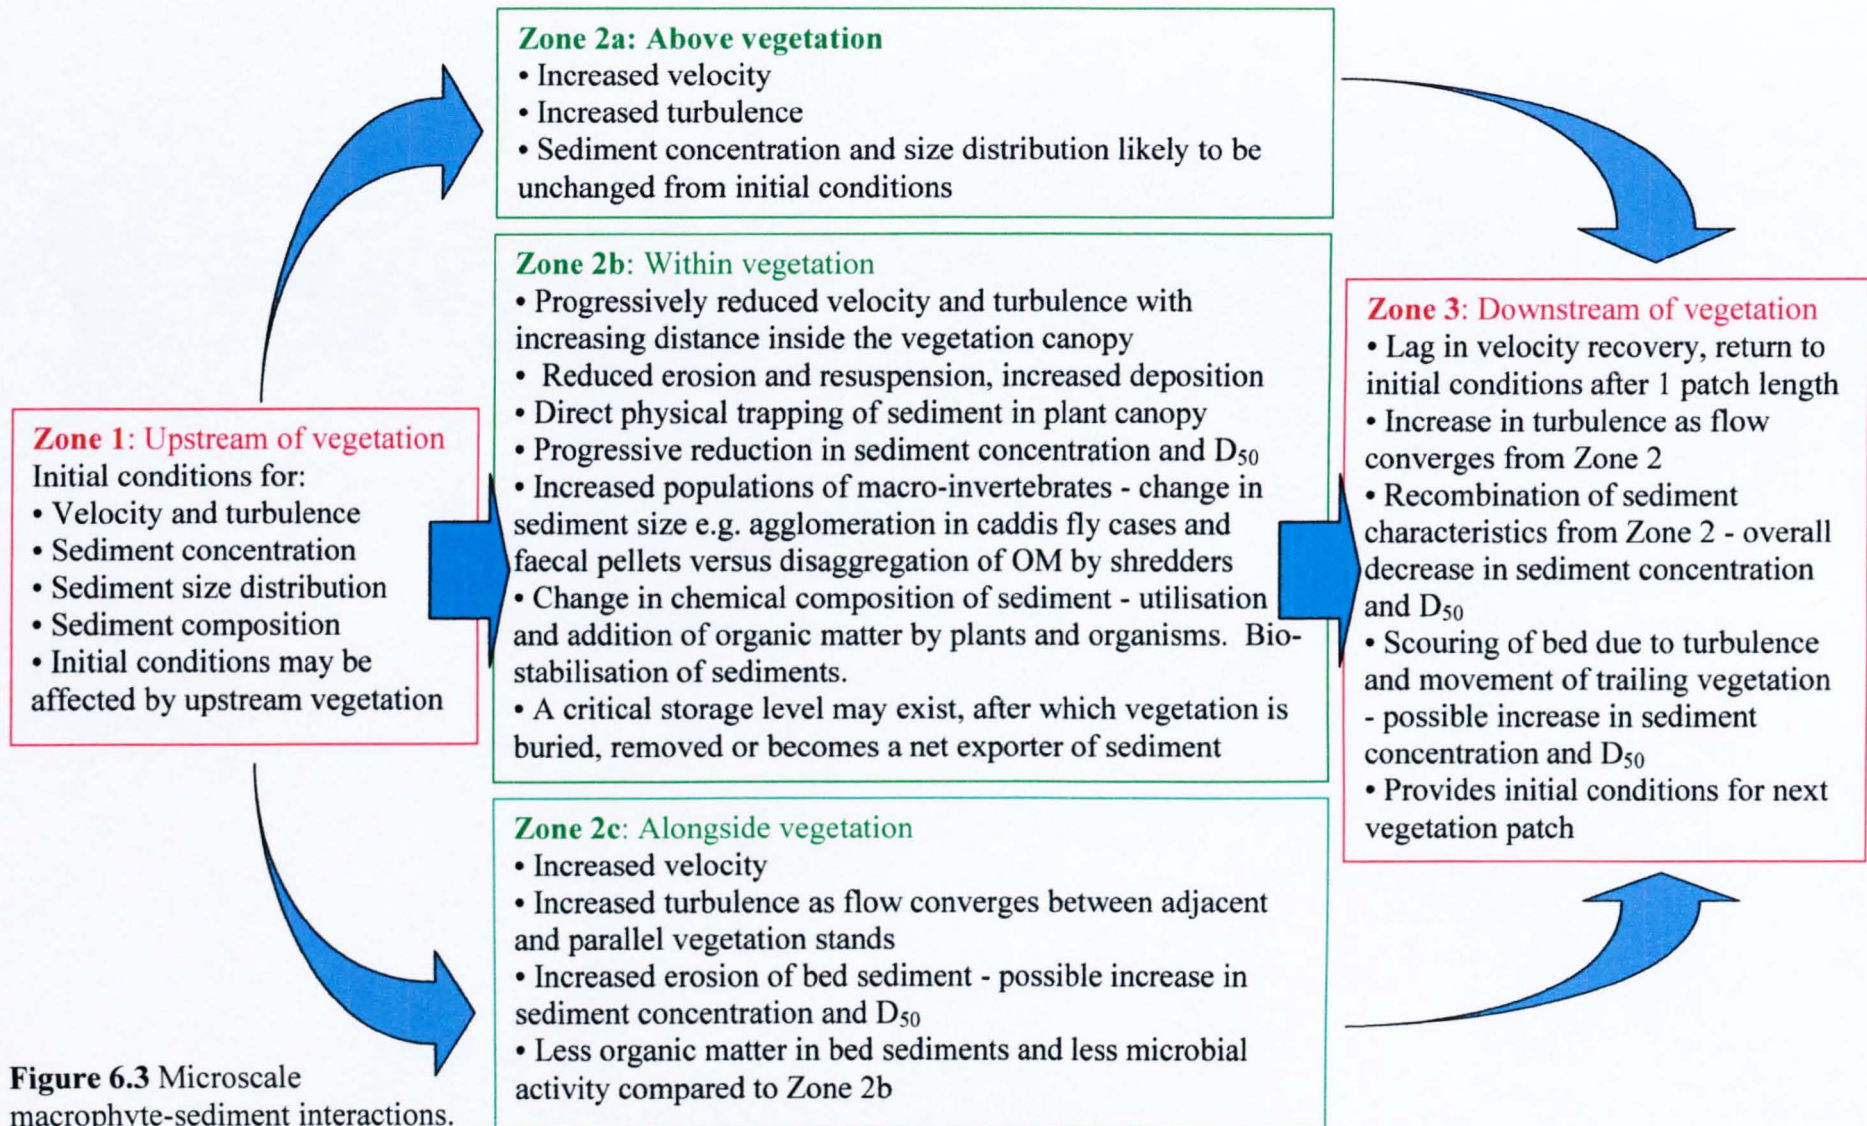 Zone 2a: Above vegetation
• Increased velocity
• Increased turbulence
• Sediment concentration and size distribution likely to be
unchanged from initial conditions
Zone 1: Upstream of vegetation
Initial conditions for:
• Velocity and turbulence
• Sediment concentration
• Sediment size distribution
• Sediment composition
• Initial conditions may be
affected by upstream vegetation
Zone 2b: Within vegetation
• Progressively reduced velocity and turbulence with
increasing distance inside the vegetation canopy
• Reduced erosion and resuspension, increased deposition
• Direct physical trapping of sediment in plant canopy
• Progressive reduction in sediment concentration and D50
• Increased populations of macro-invertebrates - change in
sediment size e.g. agglomeration in caddis fly cases and
faecal pellets versus disaggregation of OM by shredders
• Change in chemical composition of sediment - utilisation
and addition of organic matter by plants and organisms. Bio-
stabilisation of sediments.
• A critical storage level may exist, after which vegetation is
buried, removed or becomes a net exporter of sediment
Zone 3: Downstream of vegetation
• Lag in velocity recovery, return to
initial conditions after 1 patch length
• Increase in turbulence as flow
converges from Zone 2
• Recombination of sediment
characteristics from Zone 2 - overall
decrease in sediment concentration
and D50
• Scouring of bed due to turbulence
and movement of trailing vegetation
- possible increase in sediment
concentration and D50
• Provides initial conditions for next
vegetation patch
Zone 2c: Alongside vegetation
• Increased velocity
• Increased turbulence as flow converges between adjacent
and parallel vegetation stands
• Increased erosion of bed sediment - possible increase in
sediment concentration and D50
• Less organic matter in bed sediments and less microbial
activity compared to Zone 2b
Figure 6.3 Microscale
macrophyte-sediment interactions.